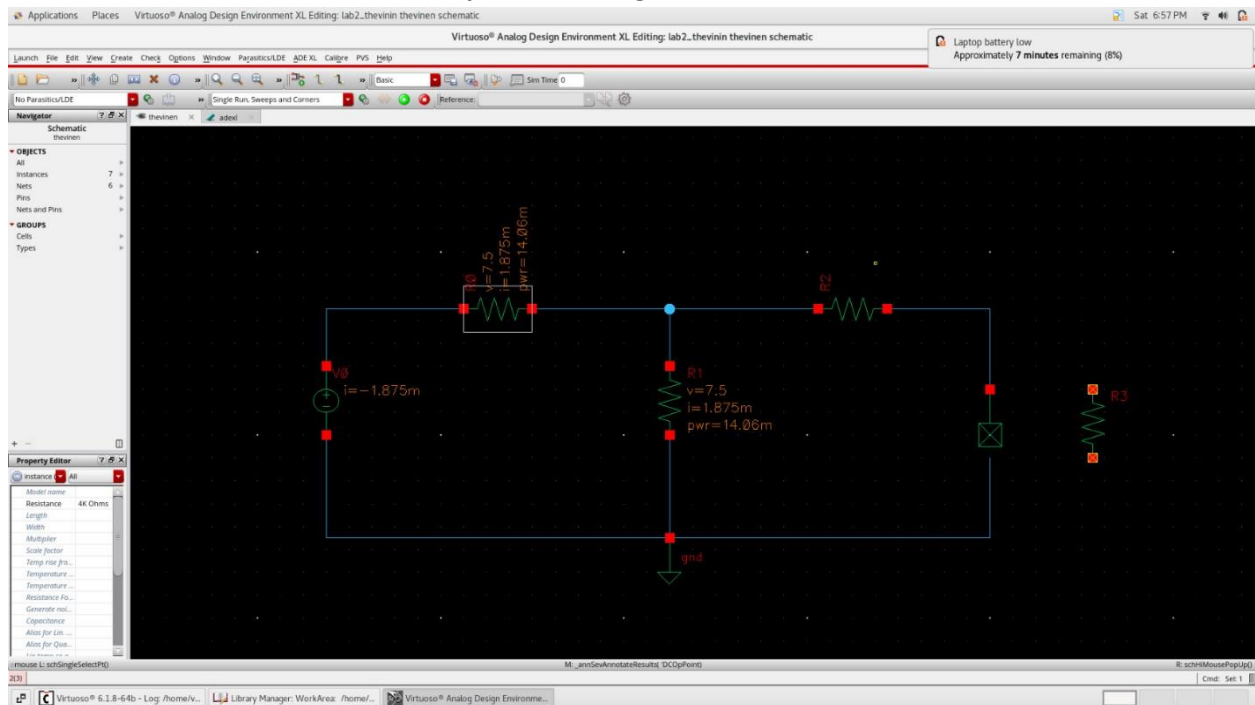 Applications Places Virtuoso® Analog Design Environment XL Editing: lab2_thevinin thevinen schematic
Sat 6:57 PM
Virtuoso® Analog Design Environment XL Editing: lab2_thevinin thevinen schematic
Laptop battery low
Approximately 7 minutes remaining (8%)
Launch File Edit View Create Check Options Window Parasitics/LDE ADE XL Calibre PVS Help
Basic
Sim Time 0
No Parasitics/LDE
Single Run, Sweeps and Corners
Reference:
Navigator
thevinen
adexl
Schematic
thevinen
OBJECTS
All
Instances 7
Nets 6
Pins
Nets and Pins
GROUPS
Cells
Types
R0
v=7.5
i=1.875m
pwr=14.06m
R2
V0
i=-1.875m
R1
v=7.5
i=1.875m
pwr=14.06m
R3
gnd
Property Editor
instance
All
Model name
Resistance 4K Ohms
Length
Width
Multiplier
Scale factor
Temp rise fro...
Temperature ...
Temperature ...
Resistance Fo...
Generate noi...
Capacitance
Alias for Lin. ...
Alias for Qua...
mouse L: schSingleSelectPt()
M: _annSevAnnotateResults( 'DCOpPoint)
R: schHiMousePopUp()
2(3)
Cmd: Sel: 1
Virtuoso® 6.1.8-64b - Log: /home/v...
Library Manager: WorkArea: /home/...
Virtuoso® Analog Design Environme...